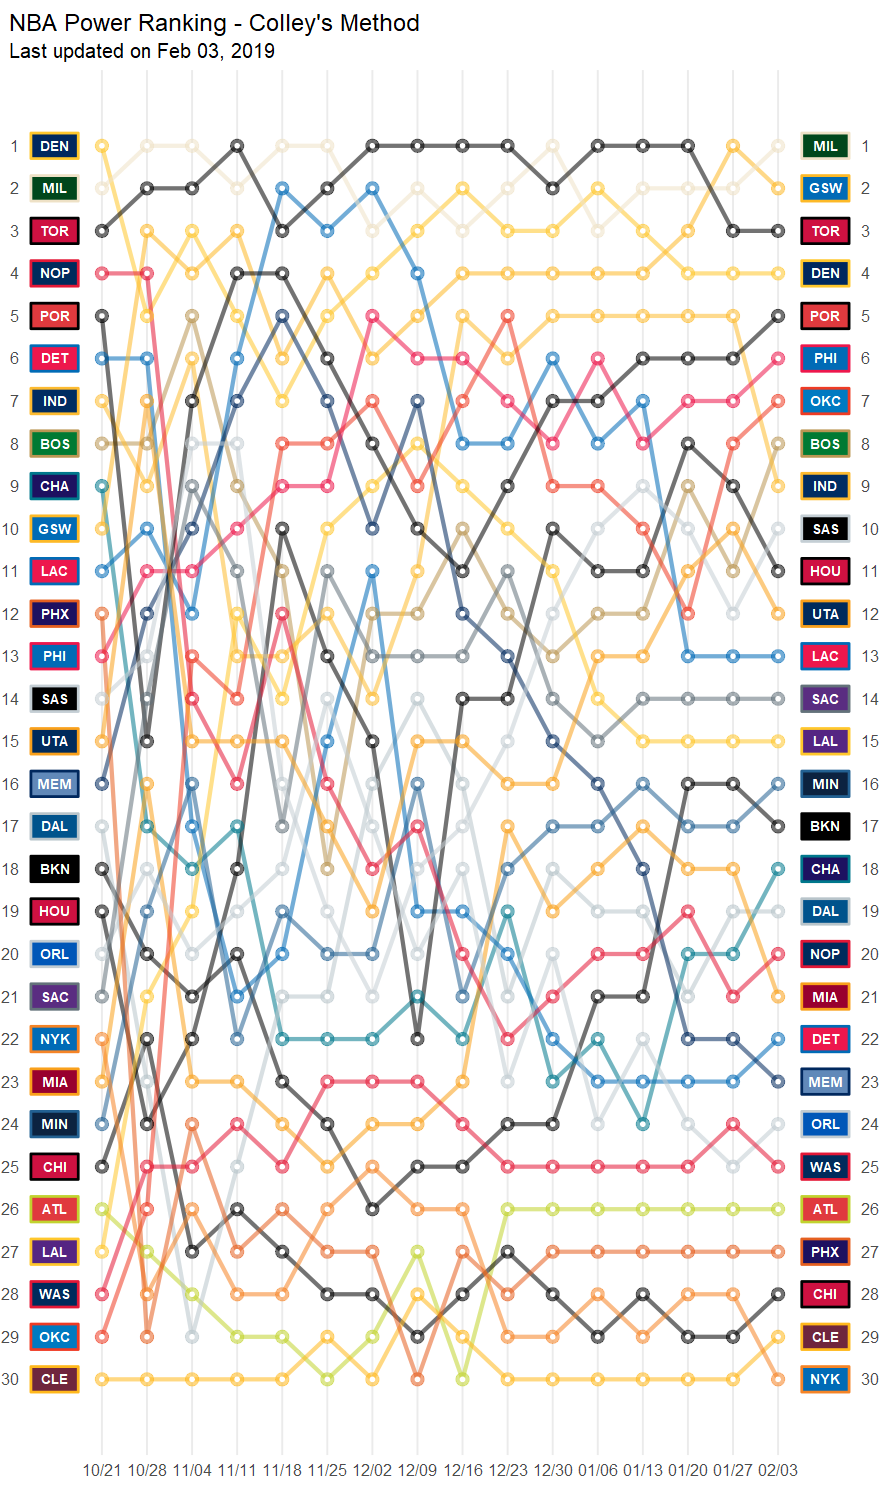 NBA Power Ranking - Colley's Method
Last updated on Feb 03, 2019
1 DEN MIL 1
2 MIL GSW 2
3 TOR TOR 3
4 NOP DEN 4
5 POR POR 5
6 DET PHI 6
7 IND OKC 7
8 BOS BOS 8
9 CHA IND 9
10 GSW SAS 10
11 LAC HOU 11
12 PHX UTA 12
13 PHI LAC 13
14 SAS SAC 14
15 UTA LAL 15
16 MEM MIN 16
17 DAL BKN 17
18 BKN CHA 18
19 HOU DAL 19
20 ORL NOP 20
21 SAC MIA 21
22 NYK DET 22
23 MIA MEM 23
24 MIN ORL 24
25 CHI WAS 25
26 ATL ATL 26
27 LAL PHX 27
28 WAS CHI 28
29 OKC CLE 29
30 CLE NYK 30
10/21 10/28 11/04 11/11 11/18 11/25 12/02 12/09 12/16 12/23 12/30 01/06 01/13 01/20 01/27 02/03